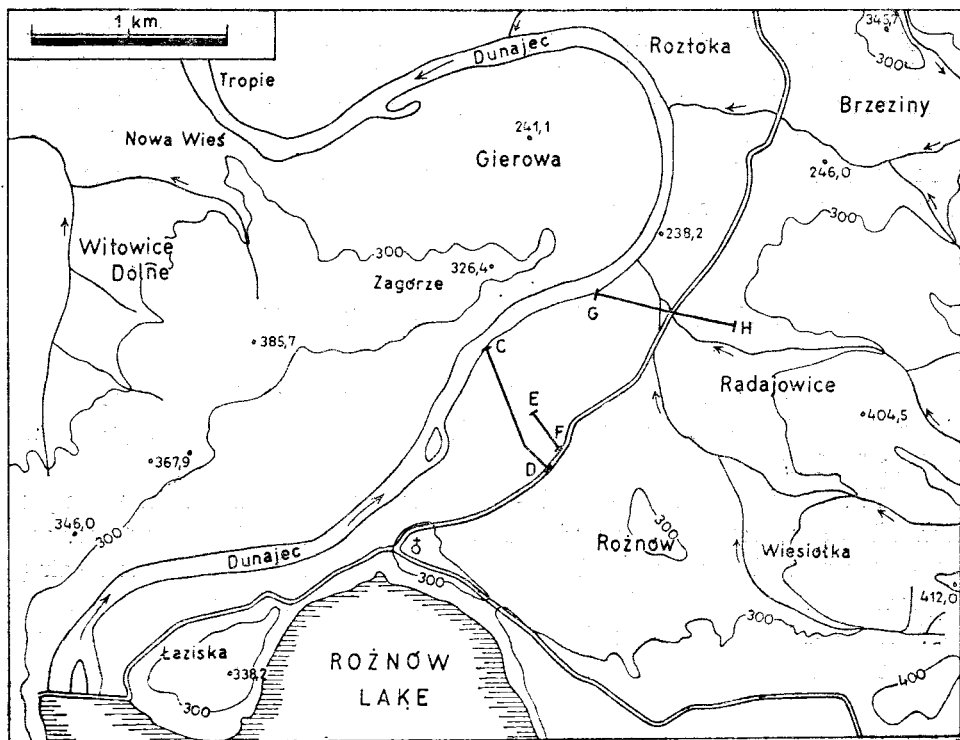 1 km.
345,7
300
Dunajec
Roztoka
Tropie
Brzeziny
Nowa Wieś
241,1
Gierowa
246,0
300
Witowice
Dolne
300
238,2
326,4
Zagórze
G
H
385,7
C
Radajowice
E
404,5
F
367,9
D
346,0
300
300
Rożnów
Wiesiołka
Dunajec
300
412,0
300
Łaziska
338,2
ROŻNÓW
LAKE
400
300